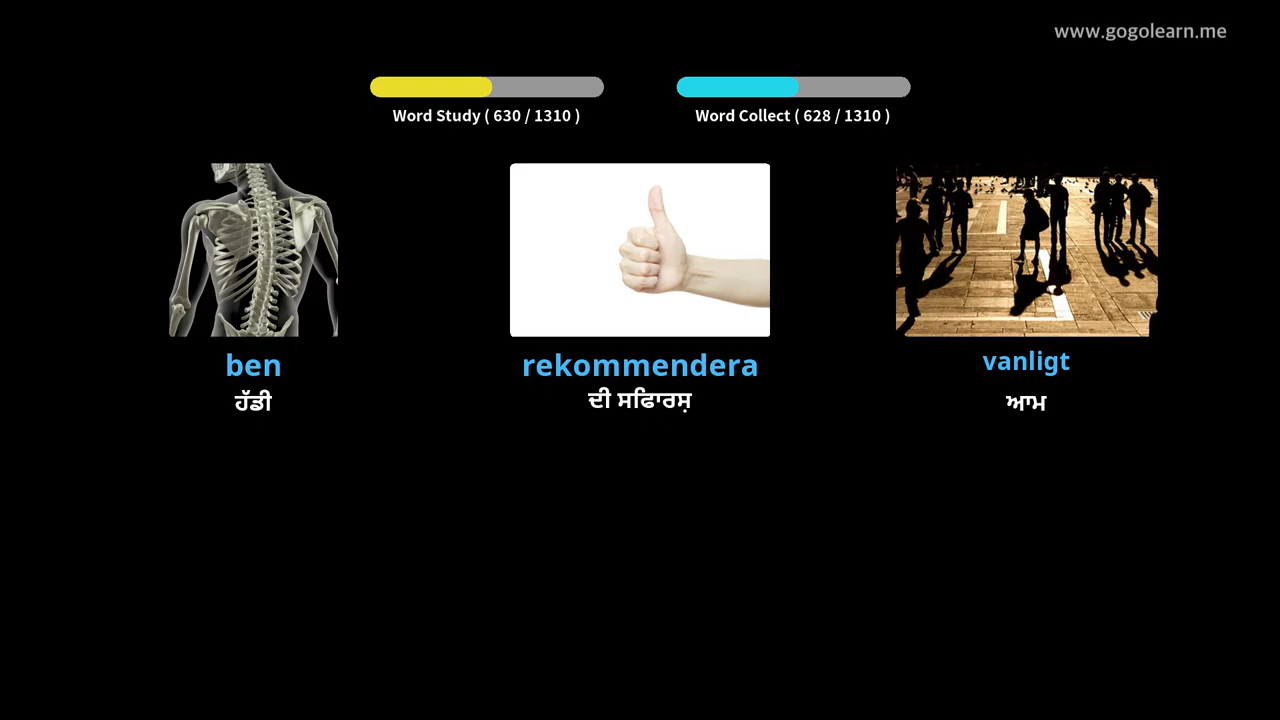 www.gogolearn.me
Word Study ( 630 / 1310 )
Word Collect ( 628 / 1310 )
ben
rekommendera
vanligt
ਹੱਡੀ
ਦੀ ਸਿਫਾਰਸ਼
ਆਮ